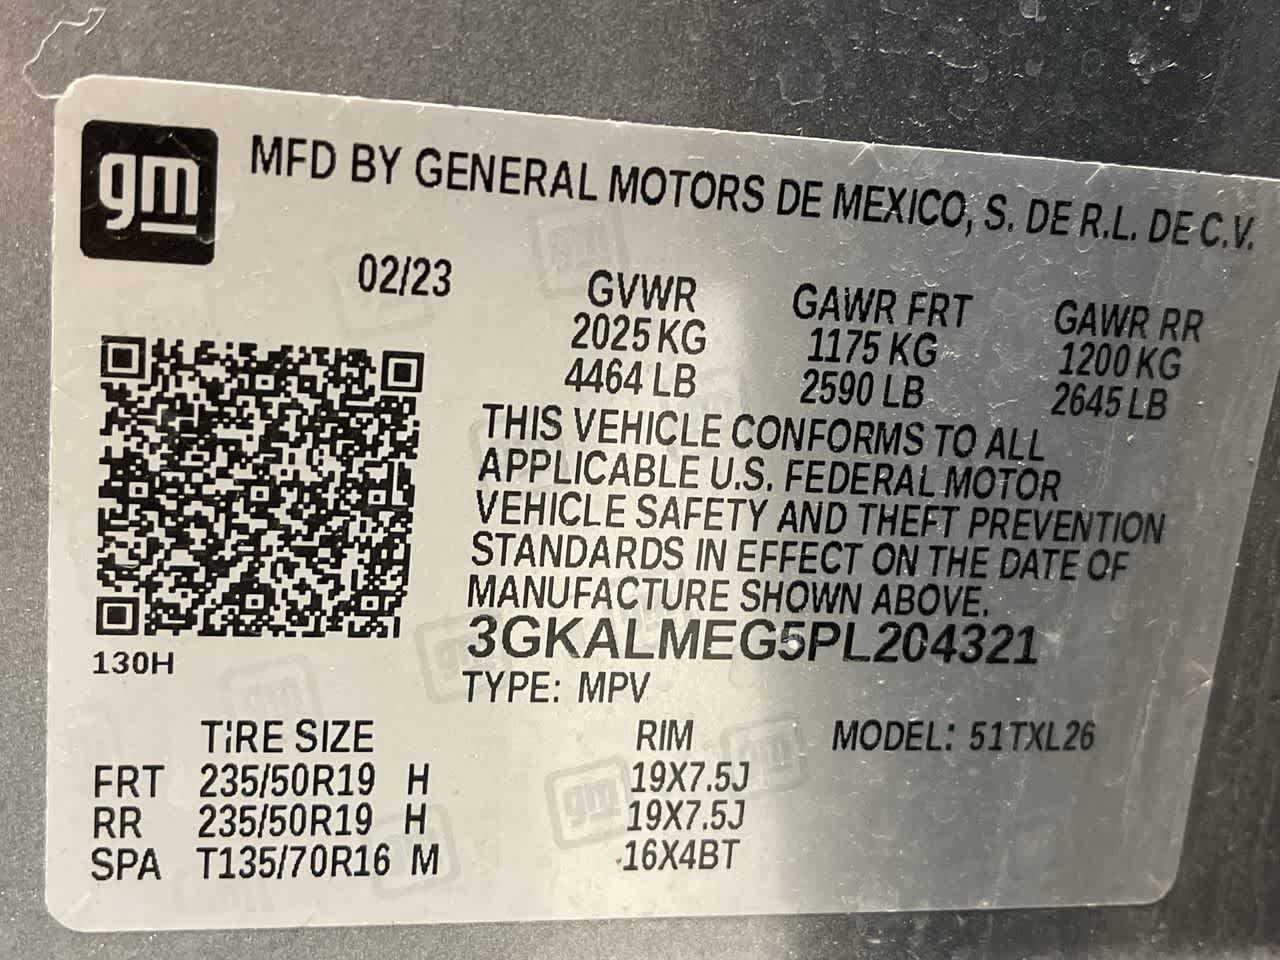 gm
MFD BY GENERAL MOTORS DE MEXICO, S. DE R.L. DE C.V.
02/23
GVWR GAWR FRT GAWR RR
2025 KG 1175 KG 1200 KG
4464 LB 2590 LB 2645 LB
THIS VEHICLE CONFORMS TO ALL
APPLICABLE U.S. FEDERAL MOTOR
VEHICLE SAFETY AND THEFT PREVENTION
STANDARDS IN EFFECT ON THE DATE OF
MANUFACTURE SHOWN ABOVE.
3GKALMEG5PL204321
130H
TYPE: MPV
TIRE SIZE RIM MODEL: 51TXL26
FRT 235/50R19 H 19X7.5J
RR 235/50R19 H 19X7.5J
SPA T135/70R16 M 16X4BT